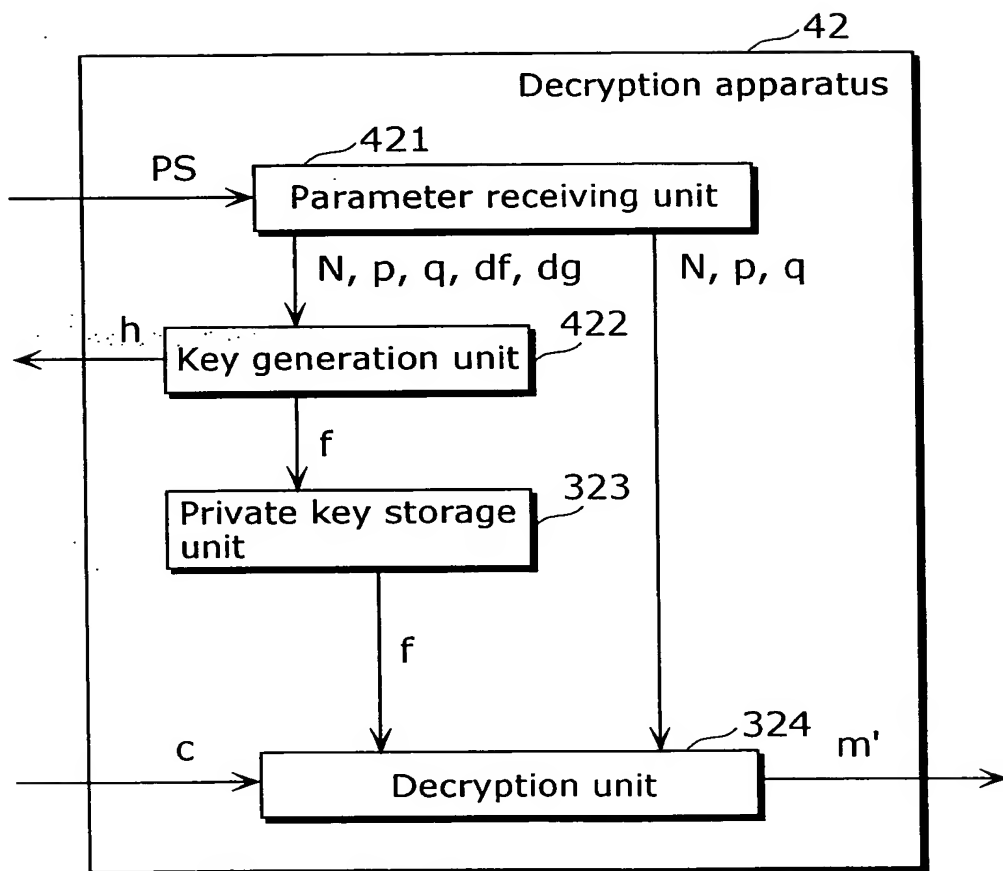 42
Decryption apparatus
421
PS
Parameter receiving unit
N, p, q, df, dg
N, p, q
h
422
Key generation unit
f
323
Private key storage
unit
f
324
c
m'
Decryption unit